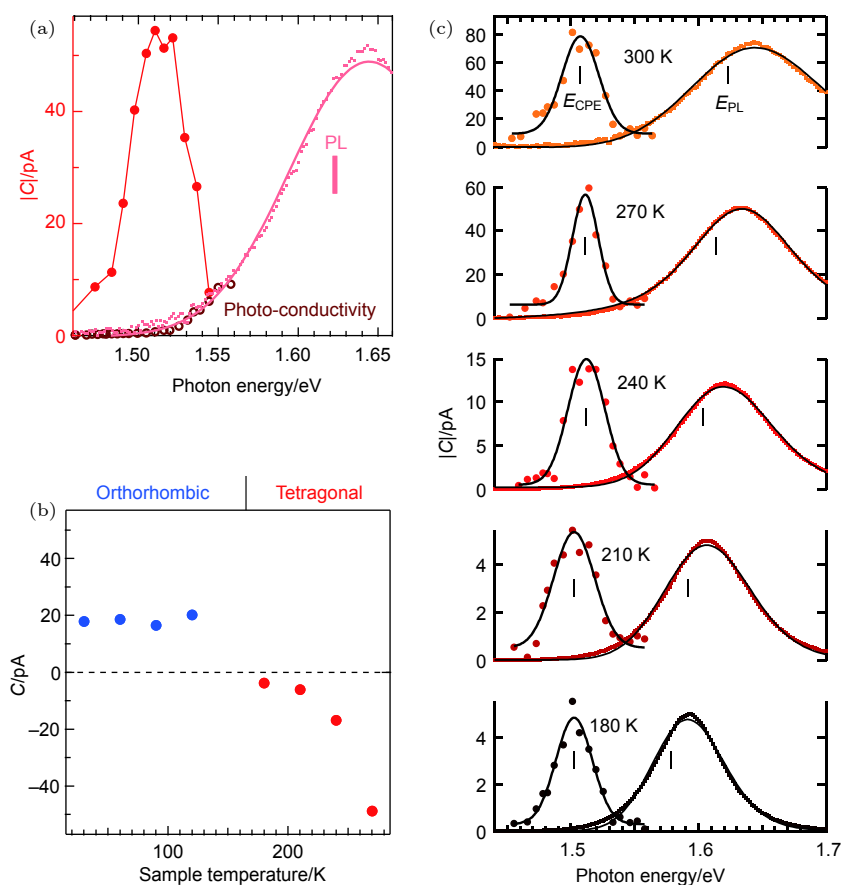 (a)
|C|/pA
40
20
0
PL
Photo-conductivity
1.50
1.55
1.60
1.65
Photon energy/eV
(b)
Orthorhombic
Tetragonal
C/pA
40
20
0
–20
–40
100
200
Sample temperature/K
(c)
80
60
40
20
0
300 K
E_CPE
E_PL
60
40
20
0
270 K
|C|/pA
15
10
5
0
240 K
4
2
0
210 K
4
2
0
180 K
1.5
1.6
1.7
Photon energy/eV